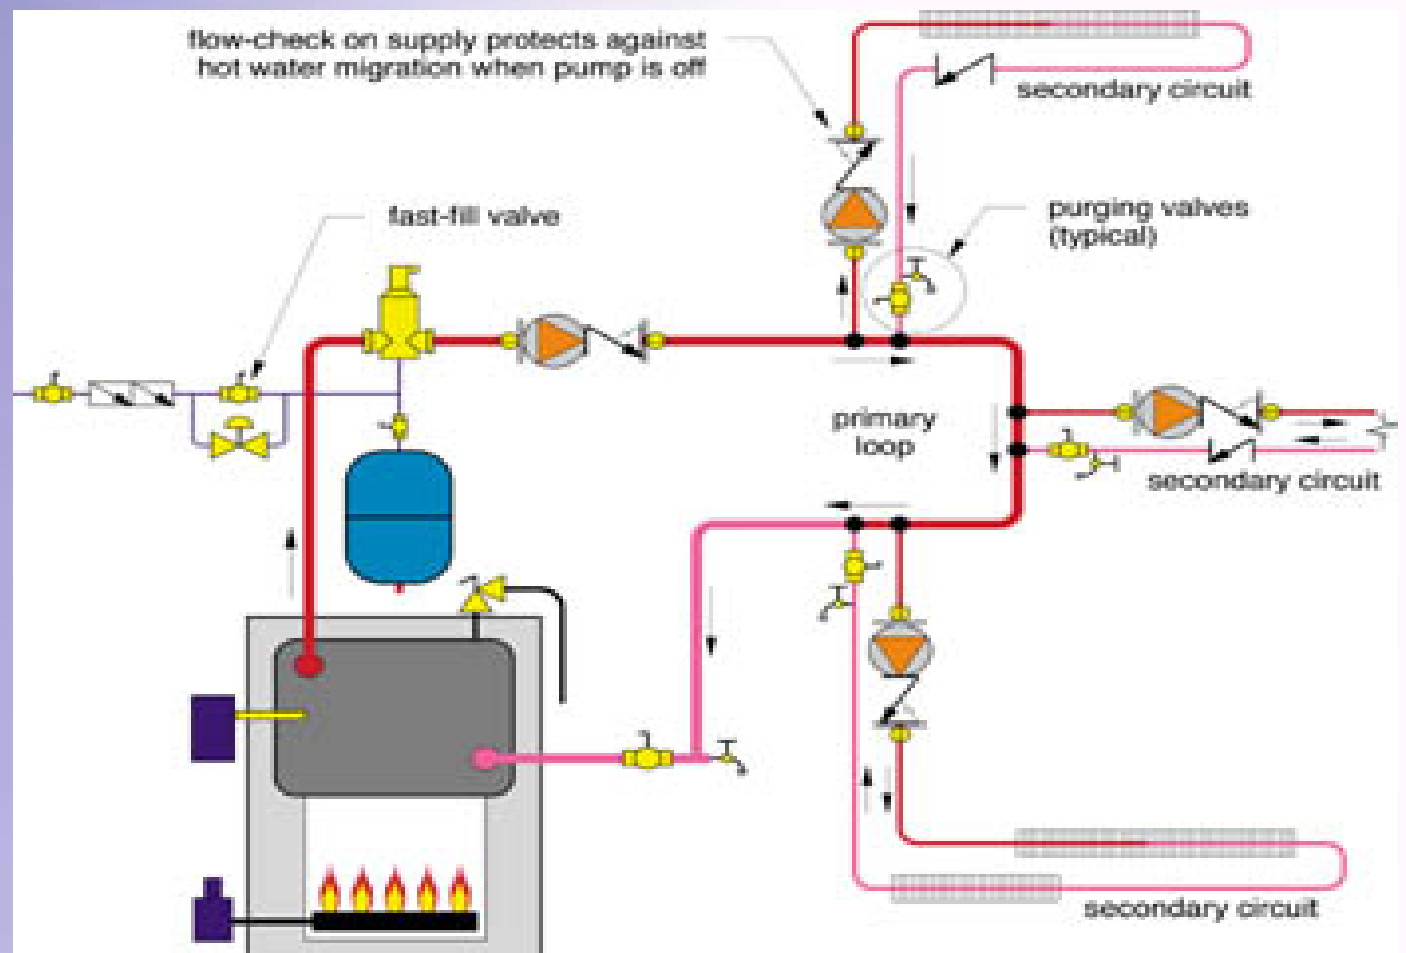 flow-check on supply protects against
hot water migration when pump is off
secondary circuit
fast-fill valve
purging valves
(typical)
primary
loop
secondary circuit
secondary circuit